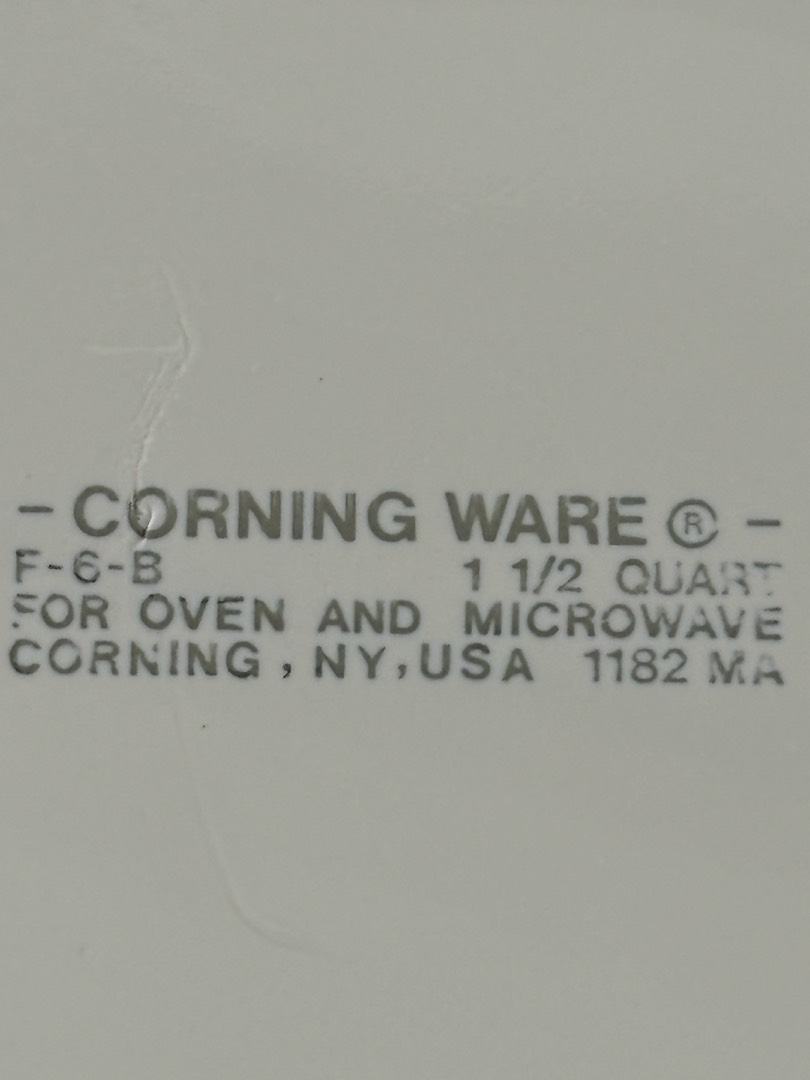 - CORNING WARE ® -
F-6-B 1 1/2 QUART
FOR OVEN AND MICROWAVE
CORNING, NY, USA 1182 MA